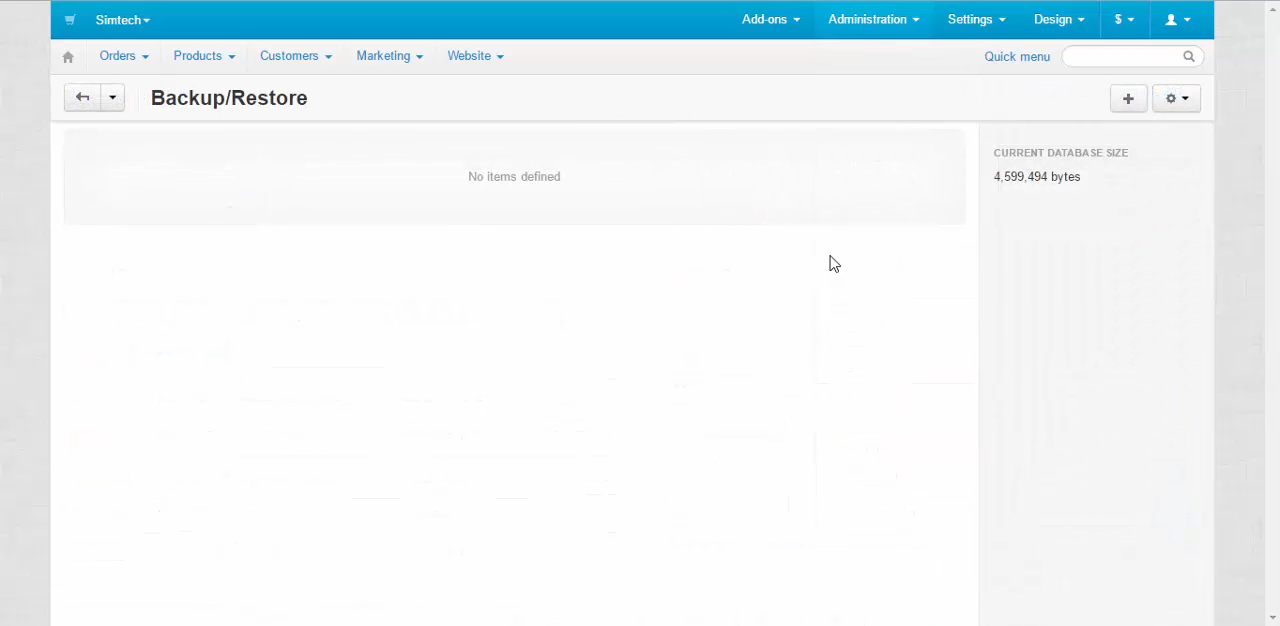 Simtech
Add-ons
Administration
Settings
Design
$
Orders
Products
Customers
Marketing
Website
Quick menu
Backup/Restore
No items defined
CURRENT DATABASE SIZE
4,599,494 bytes